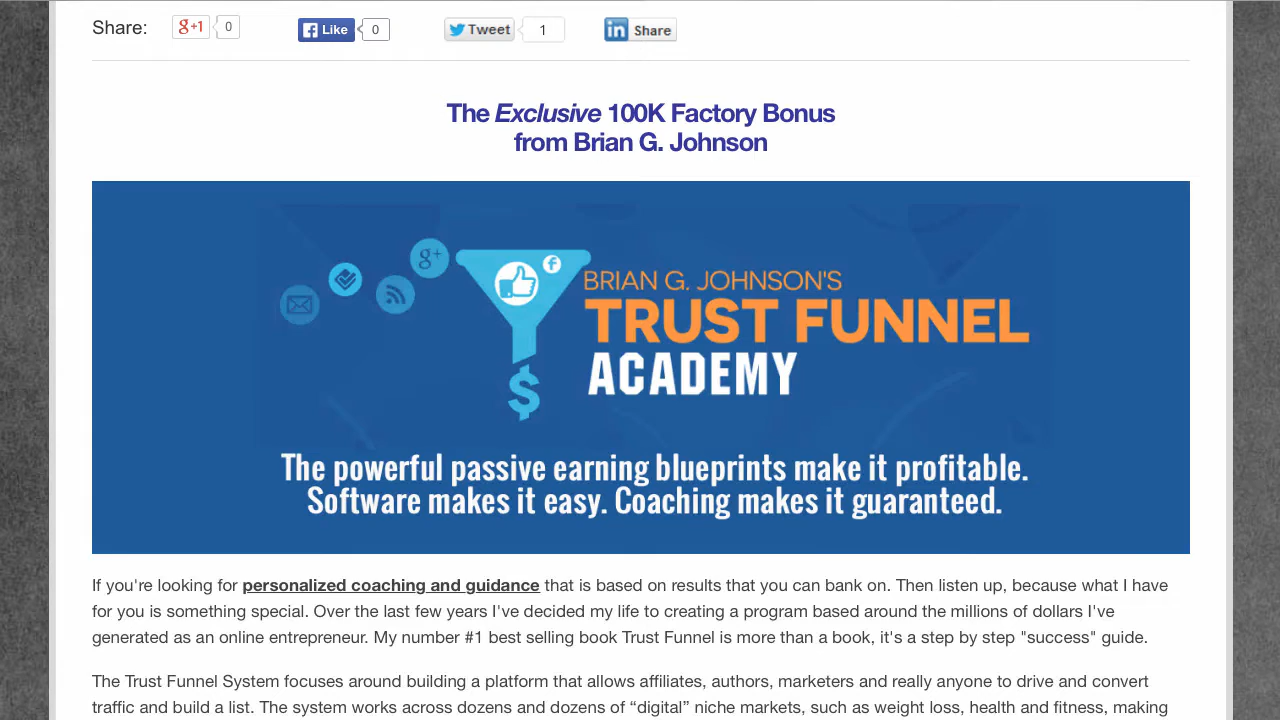 Share: g+1 0 Like 0 Tweet 1 in Share
The Exclusive 100K Factory Bonus
from Brian G. Johnson
g+
f
BRIAN G. JOHNSON'S
TRUST FUNNEL
ACADEMY
$
The powerful passive earning blueprints make it profitable.
Software makes it easy. Coaching makes it guaranteed.
If you're looking for personalized coaching and guidance that is based on results that you can bank on. Then listen up, because what I have
for you is something special. Over the last few years I've decided my life to creating a program based around the millions of dollars I've
generated as an online entrepreneur. My number #1 best selling book Trust Funnel is more than a book, it's a step by step "success" guide.
The Trust Funnel System focuses around building a platform that allows affiliates, authors, marketers and really anyone to drive and convert
traffic and build a list. The system works across dozens and dozens of “digital” niche markets, such as weight loss, health and fitness, making